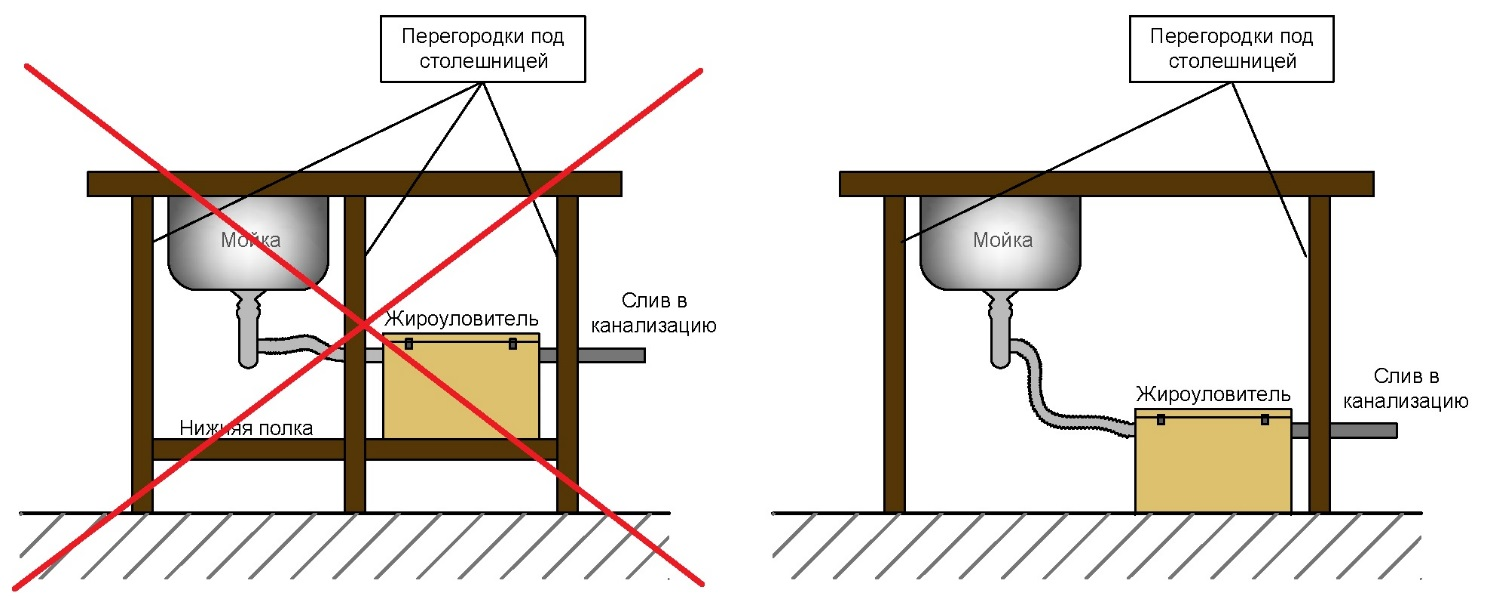 Перегородки под
столешницей
Мойка
Жироуловитель
Слив в
канализацию
Нижняя полка
Перегородки под
столешницей
Мойка
Жироуловитель
Слив в
канализацию